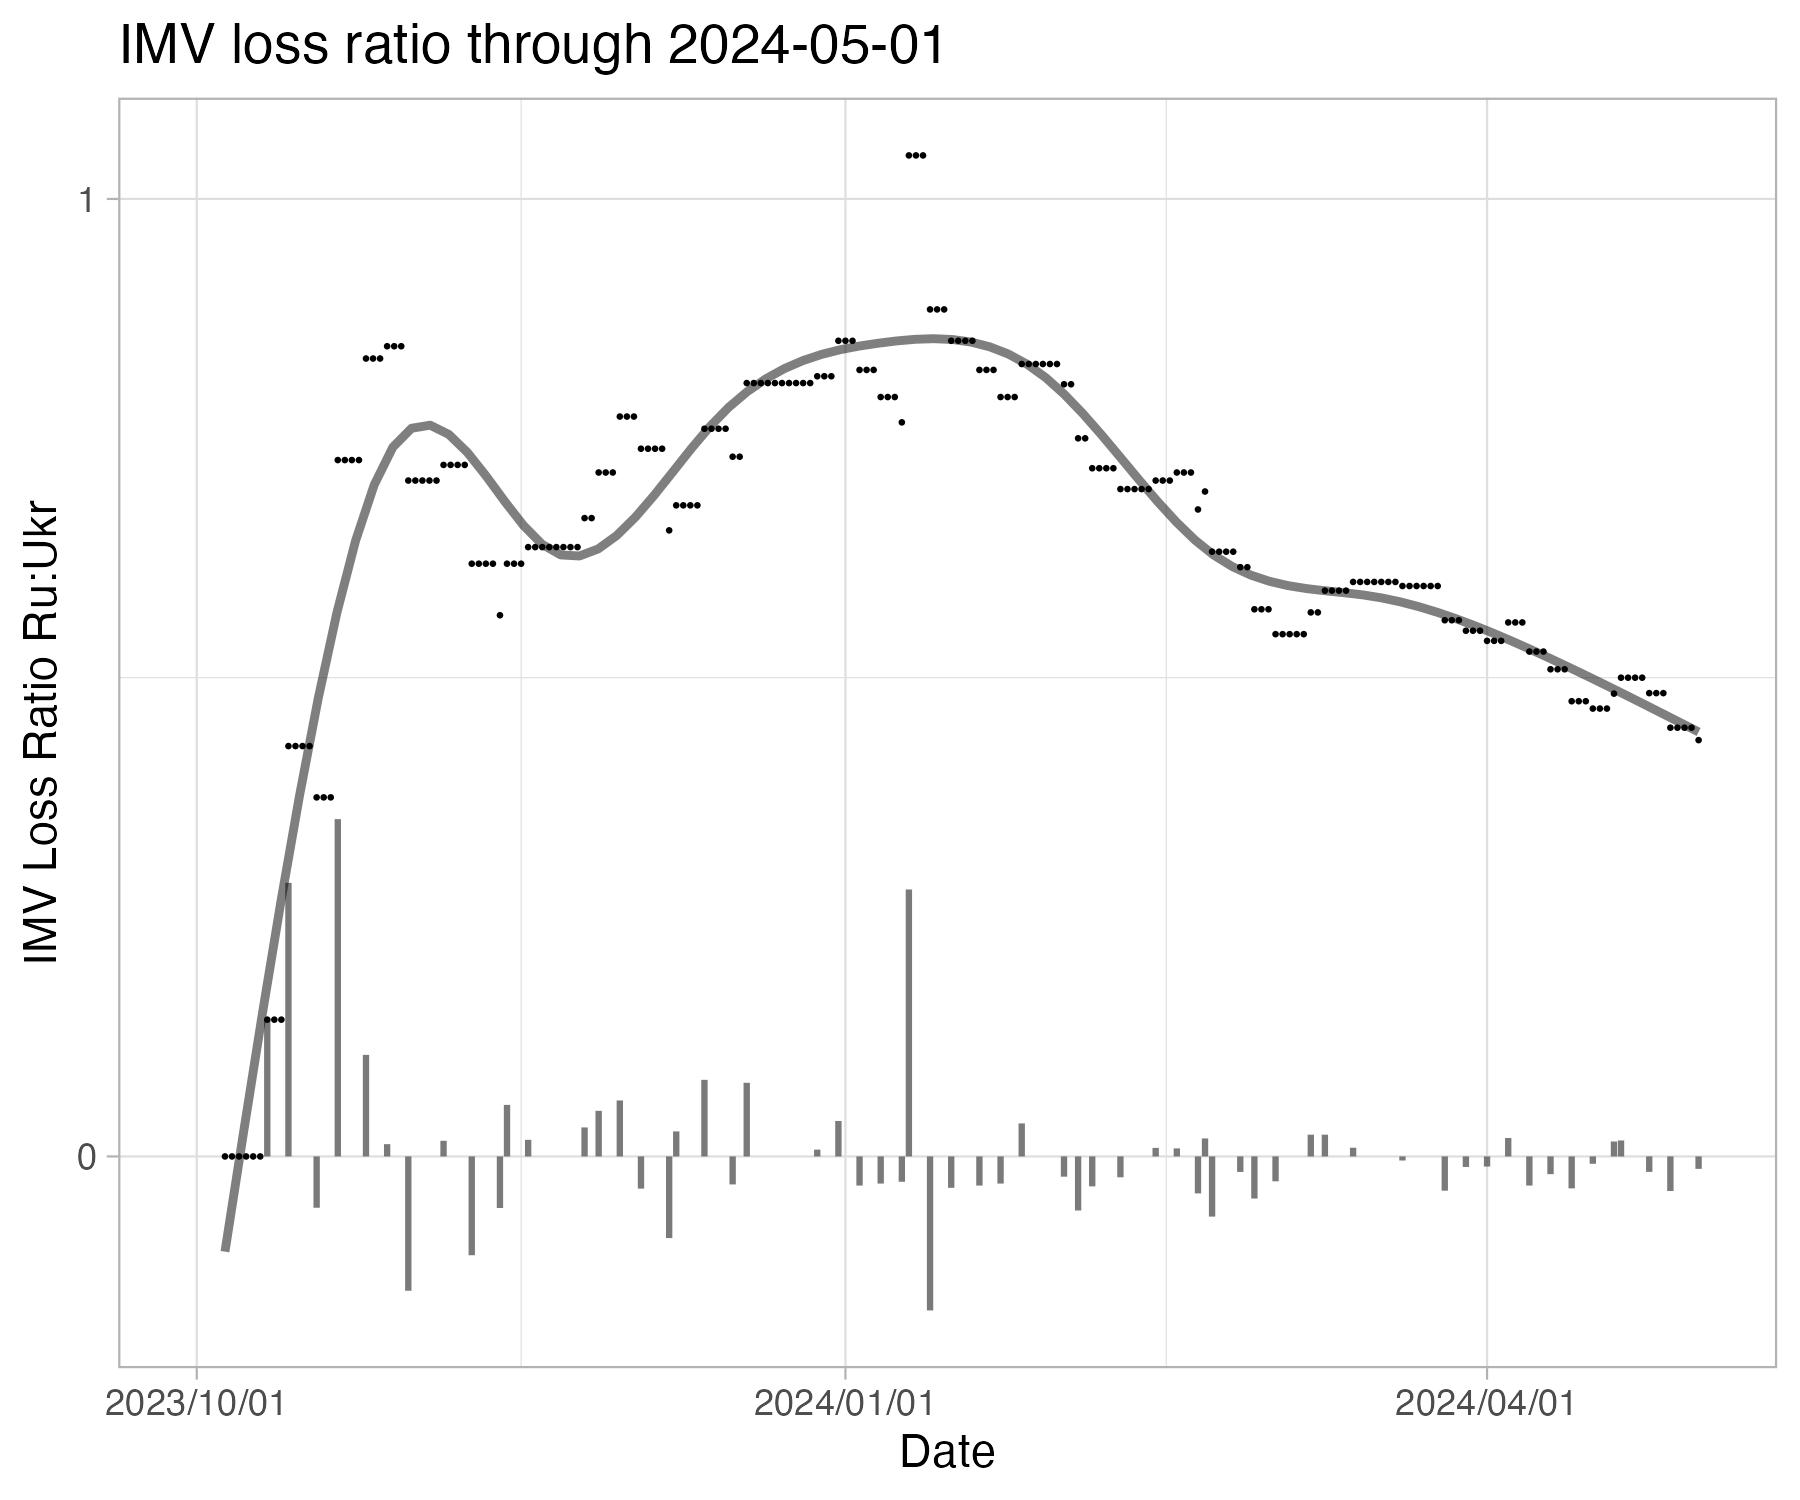 IMV loss ratio through 2024-05-01
IMV Loss Ratio Ru:Ukr
1
0
2023/10/01
2024/01/01
2024/04/01
Date